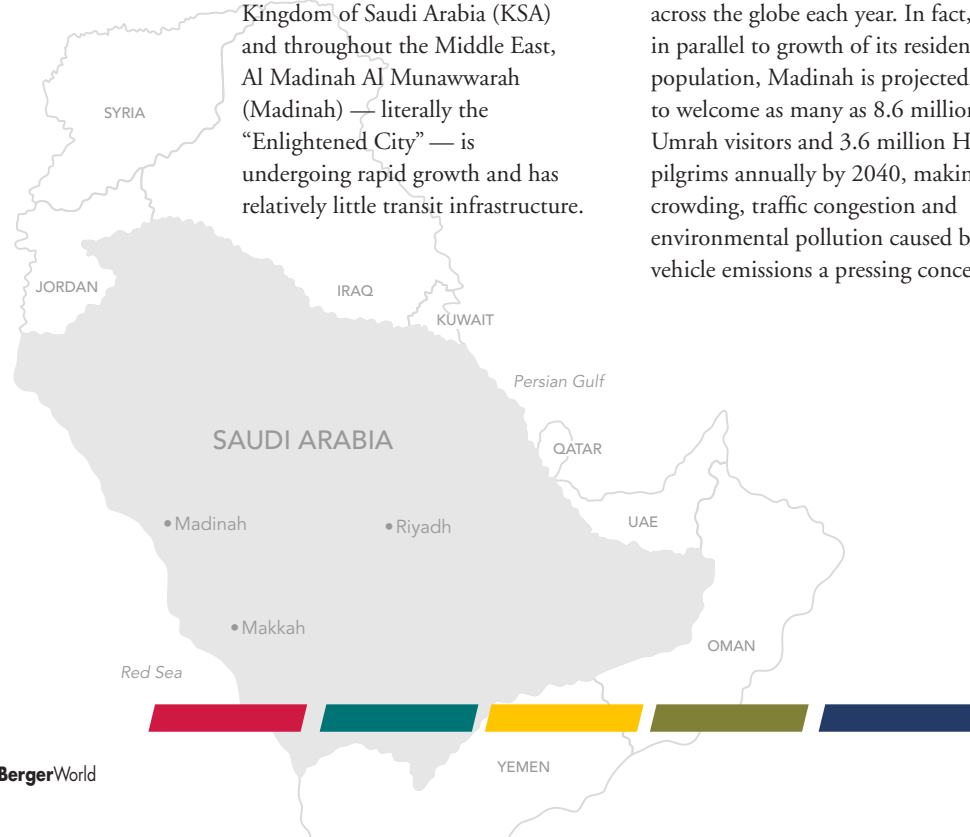 Kingdom of Saudi Arabia (KSA)
and throughout the Middle East,
Al Madinah Al Munawwarah
(Madinah) — literally the
“Enlightened City” — is
undergoing rapid growth and has
relatively little transit infrastructure.
across the globe each year. In fact,
in parallel to growth of its residen
population, Madinah is projected
to welcome as many as 8.6 million
Umrah visitors and 3.6 million H
pilgrims annually by 2040, makin
crowding, traffic congestion and
environmental pollution caused b
vehicle emissions a pressing conce
SYRIA
JORDAN
IRAQ
KUWAIT
Persian Gulf
SAUDI ARABIA
QATAR
Madinah
Riyadh
UAE
Makkah
OMAN
Red Sea
YEMEN
BergerWorld